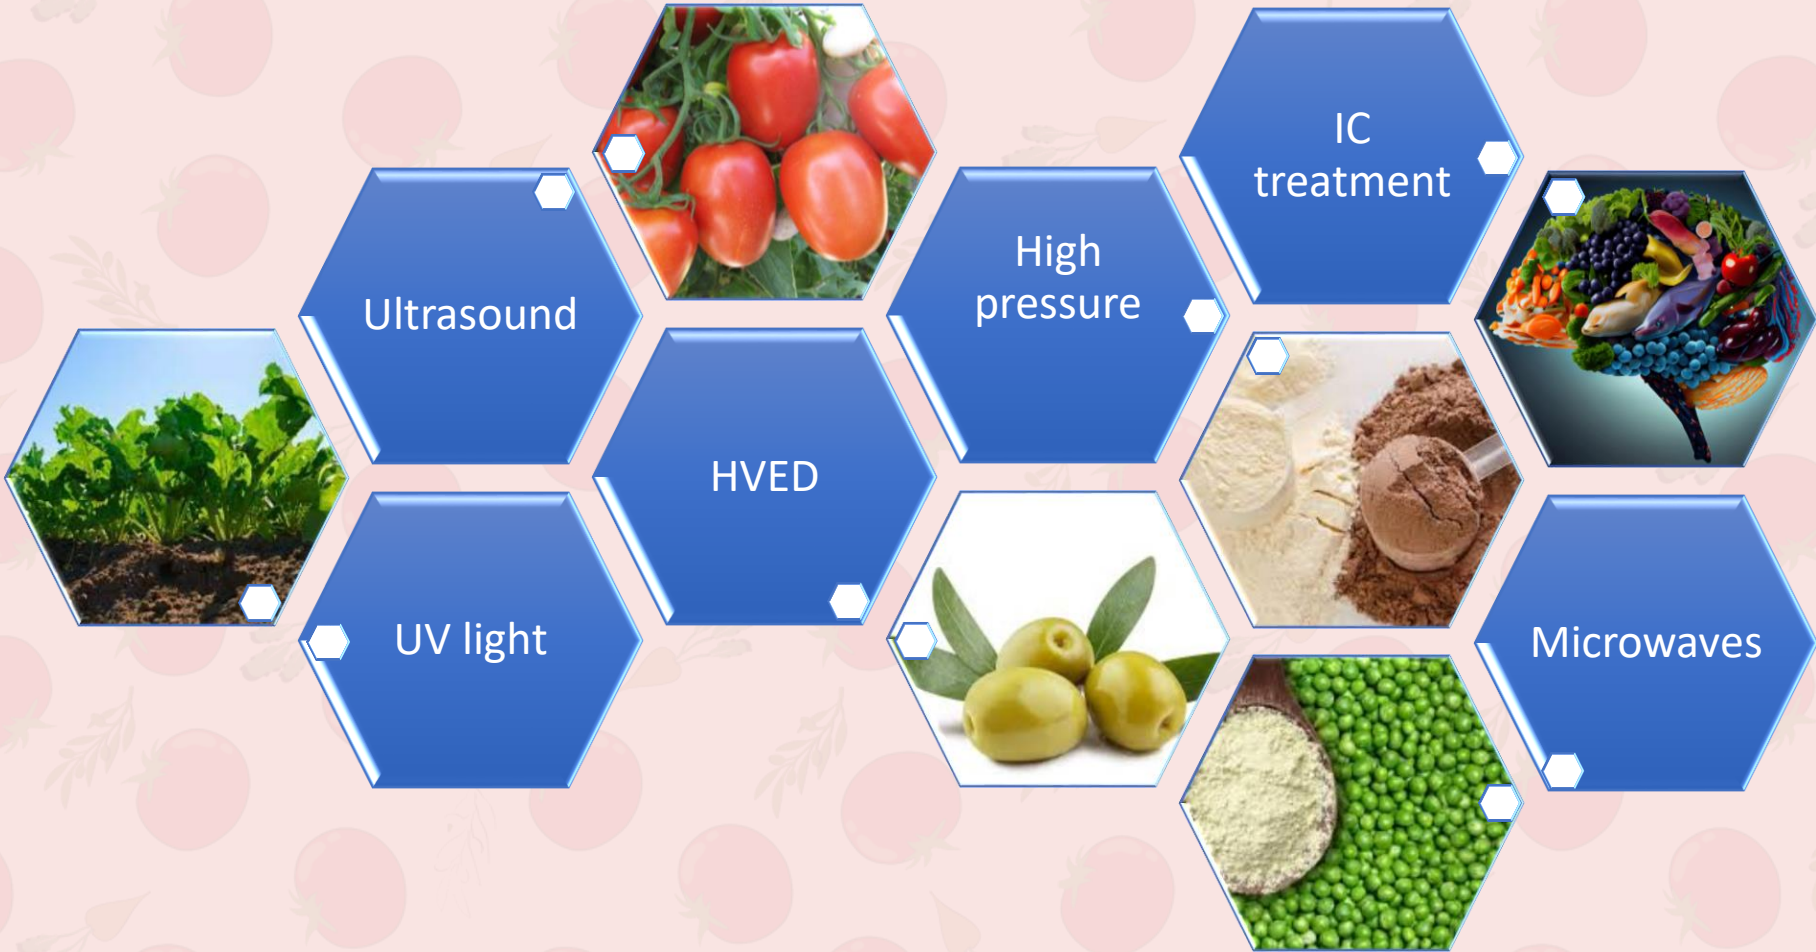 Ultrasound
UV light
HVED
High
pressure
IC
treatment
Microwaves